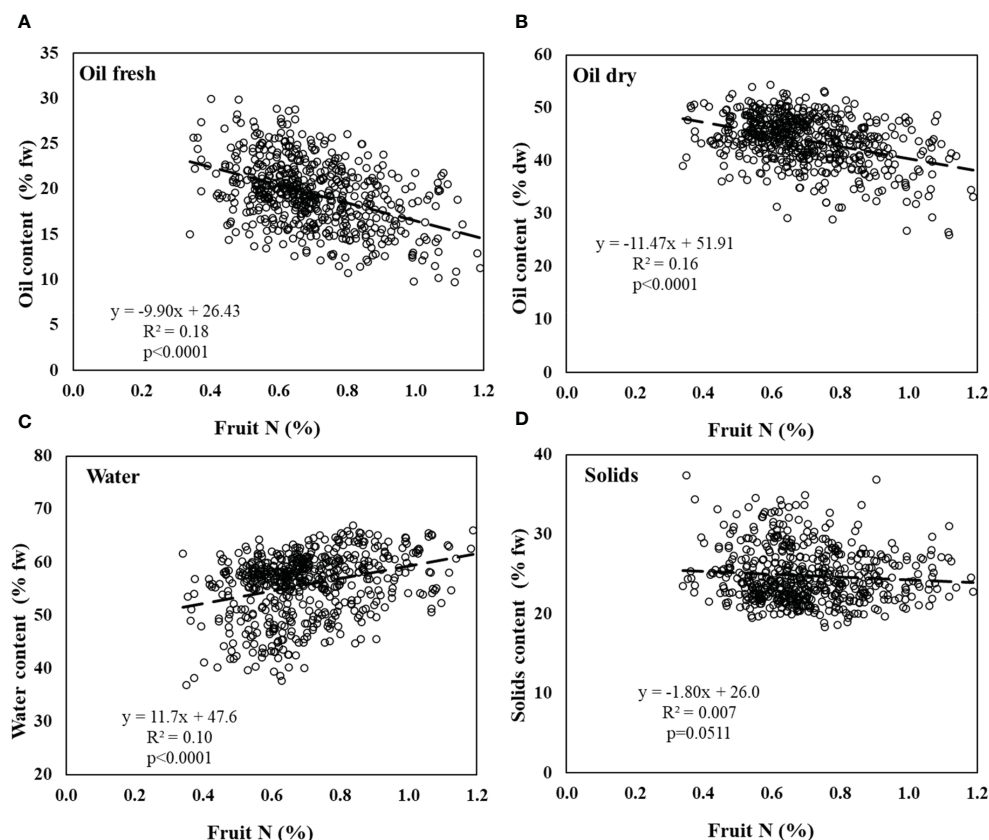 A
Oil fresh
Oil content (% fw)
35
30
25
20
15
10
5
0
y = -9.90x + 26.43
R² = 0.18
p<0.0001
0.0 0.2 0.4 0.6 0.8 1.0 1.2
Fruit N (%)
B
Oil dry
Oil content (% dw)
60
50
40
30
20
10
0
y = -11.47x + 51.91
R² = 0.16
p<0.0001
0.0 0.2 0.4 0.6 0.8 1.0 1.2
Fruit N (%)
C
Water
Water content (% fw)
80
70
60
50
40
30
20
y = 11.7x + 47.6
R² = 0.10
p<0.0001
0.0 0.2 0.4 0.6 0.8 1.0 1.2
Fruit N (%)
D
Solids
Solids content (% fw)
40
30
20
10
0
y = -1.80x + 26.0
R² = 0.007
p=0.0511
0.0 0.2 0.4 0.6 0.8 1.0 1.2
Fruit N (%)